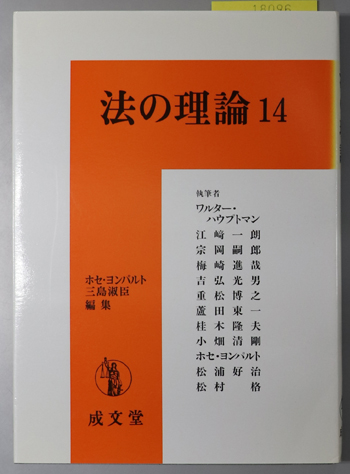 18096
法の理論 14
執筆者
ワルター・
ハウプトマン
江﨑一朗
宗岡嗣郎
梅崎進哉
吉弘光男
重松博之
蘆田東一
桂木隆夫
小畑清剛
ホセ・ヨンパルト
松浦好治
松村格
ホセ・ヨンパルト
三島淑臣
編集
成文堂